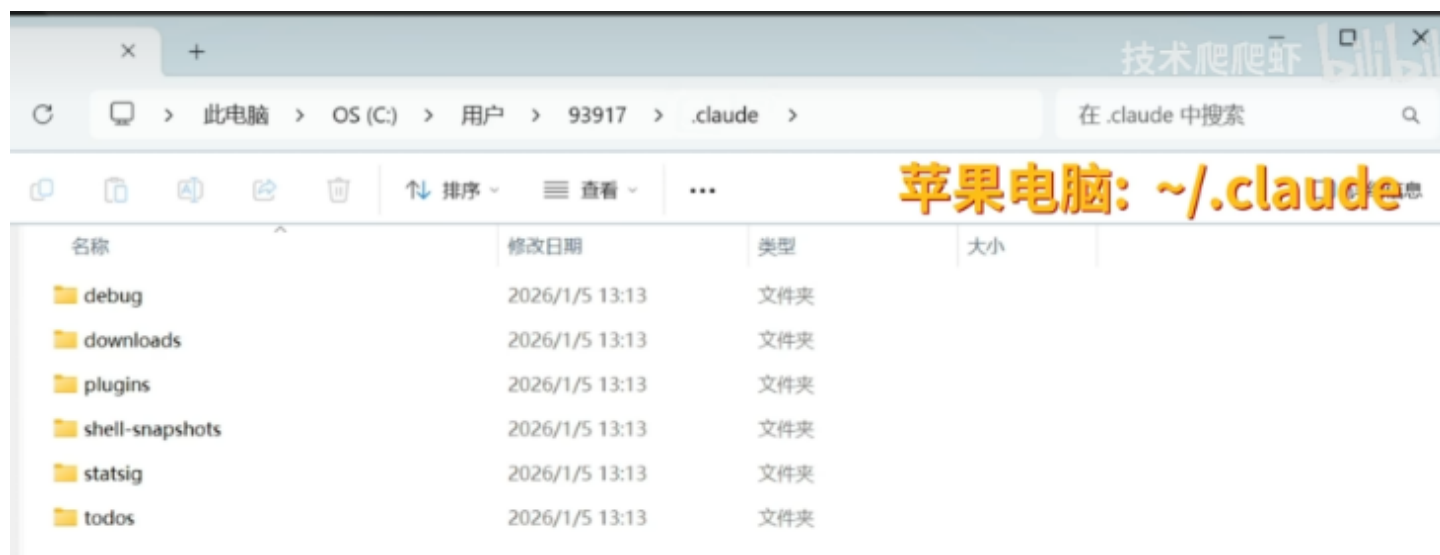 技术爬爬虾 bilibili
此电脑 > OS (C:) > 用户 > 93917 > .claude >
在 .claude 中搜索
排序 查看 ...
苹果电脑: ~/.claude
名称 修改日期 类型 大小
debug 2026/1/5 13:13 文件夹
downloads 2026/1/5 13:13 文件夹
plugins 2026/1/5 13:13 文件夹
shell-snapshots 2026/1/5 13:13 文件夹
statsig 2026/1/5 13:13 文件夹
todos 2026/1/5 13:13 文件夹